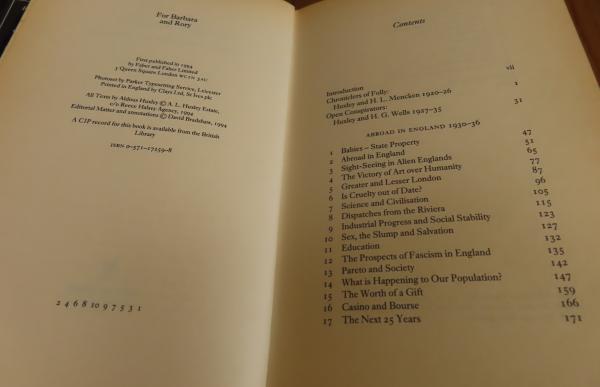 For Barbara
and Rory
First published in 1994
by Faber and Faber Limited
3 Queen Square London WC1N 3AU
Photoset by Parker Typesetting Service, Leicester
Printed in England by Clays Ltd, St Ives plc
All Texts by Aldous Huxley © A. L. Huxley Estate,
c/o Reece Halsey Agency, 1994
Editorial Matter and annotations © David Bradshaw, 1994
A CIP record for this book is available from the British
Library
ISBN 0-571-17259-8
2 4 6 8 10 9 7 5 3 1
Contents
Introduction vii
Chroniclers of Folly:
Huxley and H. L. Mencken 1920-26 1
Open Conspirators:
Huxley and H. G. Wells 1927-35 31
ABROAD IN ENGLAND 1930-36
1 Babies – State Property 47
2 Abroad in England 51
3 Sight-Seeing in Alien Englands 65
4 The Victory of Art over Humanity 77
5 Greater and Lesser London 87
6 Is Cruelty out of Date? 96
7 Science and Civilisation 105
8 Dispatches from the Riviera 115
9 Industrial Progress and Social Stability 123
10 Sex, the Slump and Salvation 127
11 Education 132
12 The Prospects of Fascism in England 135
13 Pareto and Society 142
14 What is Happening to Our Population? 147
15 The Worth of a Gift 159
16 Casino and Bourse 166
17 The Next 25 Years 171